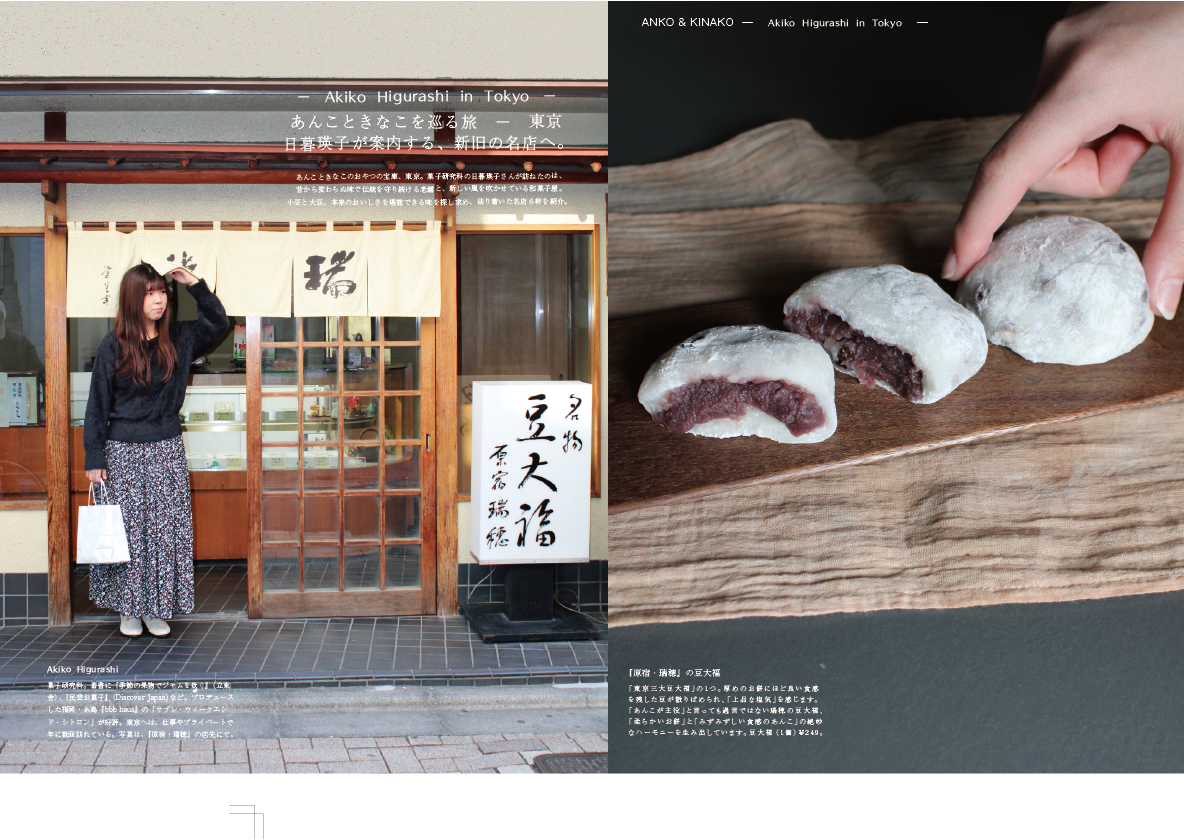 — Akiko Higurashi in Tokyo —
あんこときなこを巡る旅 — 東京
日暮瑛子が案内する、新旧の名店へ。
あんこときなこのおやつの宝庫、東京。菓子研究科の日暮瑛子さんが訪ねたのは、
昔から変わらぬ味で伝統を守り続ける老舗と、新しい風を吹かせている和菓子屋。
小豆と大豆、本来のおいしさを堪能できる味を探し求め、辿り着いた名店6軒を紹介。
瑞
名物
豆大福
原宿瑞穂
Akiko Higurashi
菓子研究科。著書に『季節の果物でジャムを炊く』（立東
舎）、『民芸お菓子』（Discover Japan）など。プロデュース
した福岡・糸島『bbb haus』の「サブレ・ウィークエン
ド・シトロン」が好評。東京へは、仕事やプライベートで
年に数回訪れている。写真は、『原宿・瑞穂』の店先にて。
ANKO & KINAKO — Akiko Higurashi in Tokyo —
『原宿・瑞穂』の豆大福
「東京三大豆大福」の1つ。厚めのお餅にほど良い食感
を残した豆が散りばめられ、「上品な塩気」を感じます。
「あんこが主役」と言っても過言ではない瑞穂の豆大福、
「柔らかいお餅」と「みずみずしい食感のあんこ」の絶妙
なハーモニーを生み出しています。豆大福（1個）¥249。